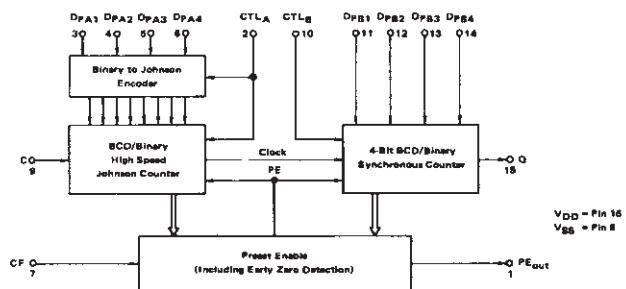 DPA1 DPA2 DPA3 DPA4 CTLA CTLB DPB1 DPB2 DPB3 DPB4
3 4 5 6 2 10 11 12 13 14
Binary to Johnson
Encoder
BCD/Binary
High Speed
Johnson Counter
Clock
PE
4-Bit BCD/Binary
Synchronous Counter
C
9
Q
15
VDD = Pin 16
VSS = Pin 8
CF
7
Preset Enable
(Including Early Zero Detection)
PEout
1